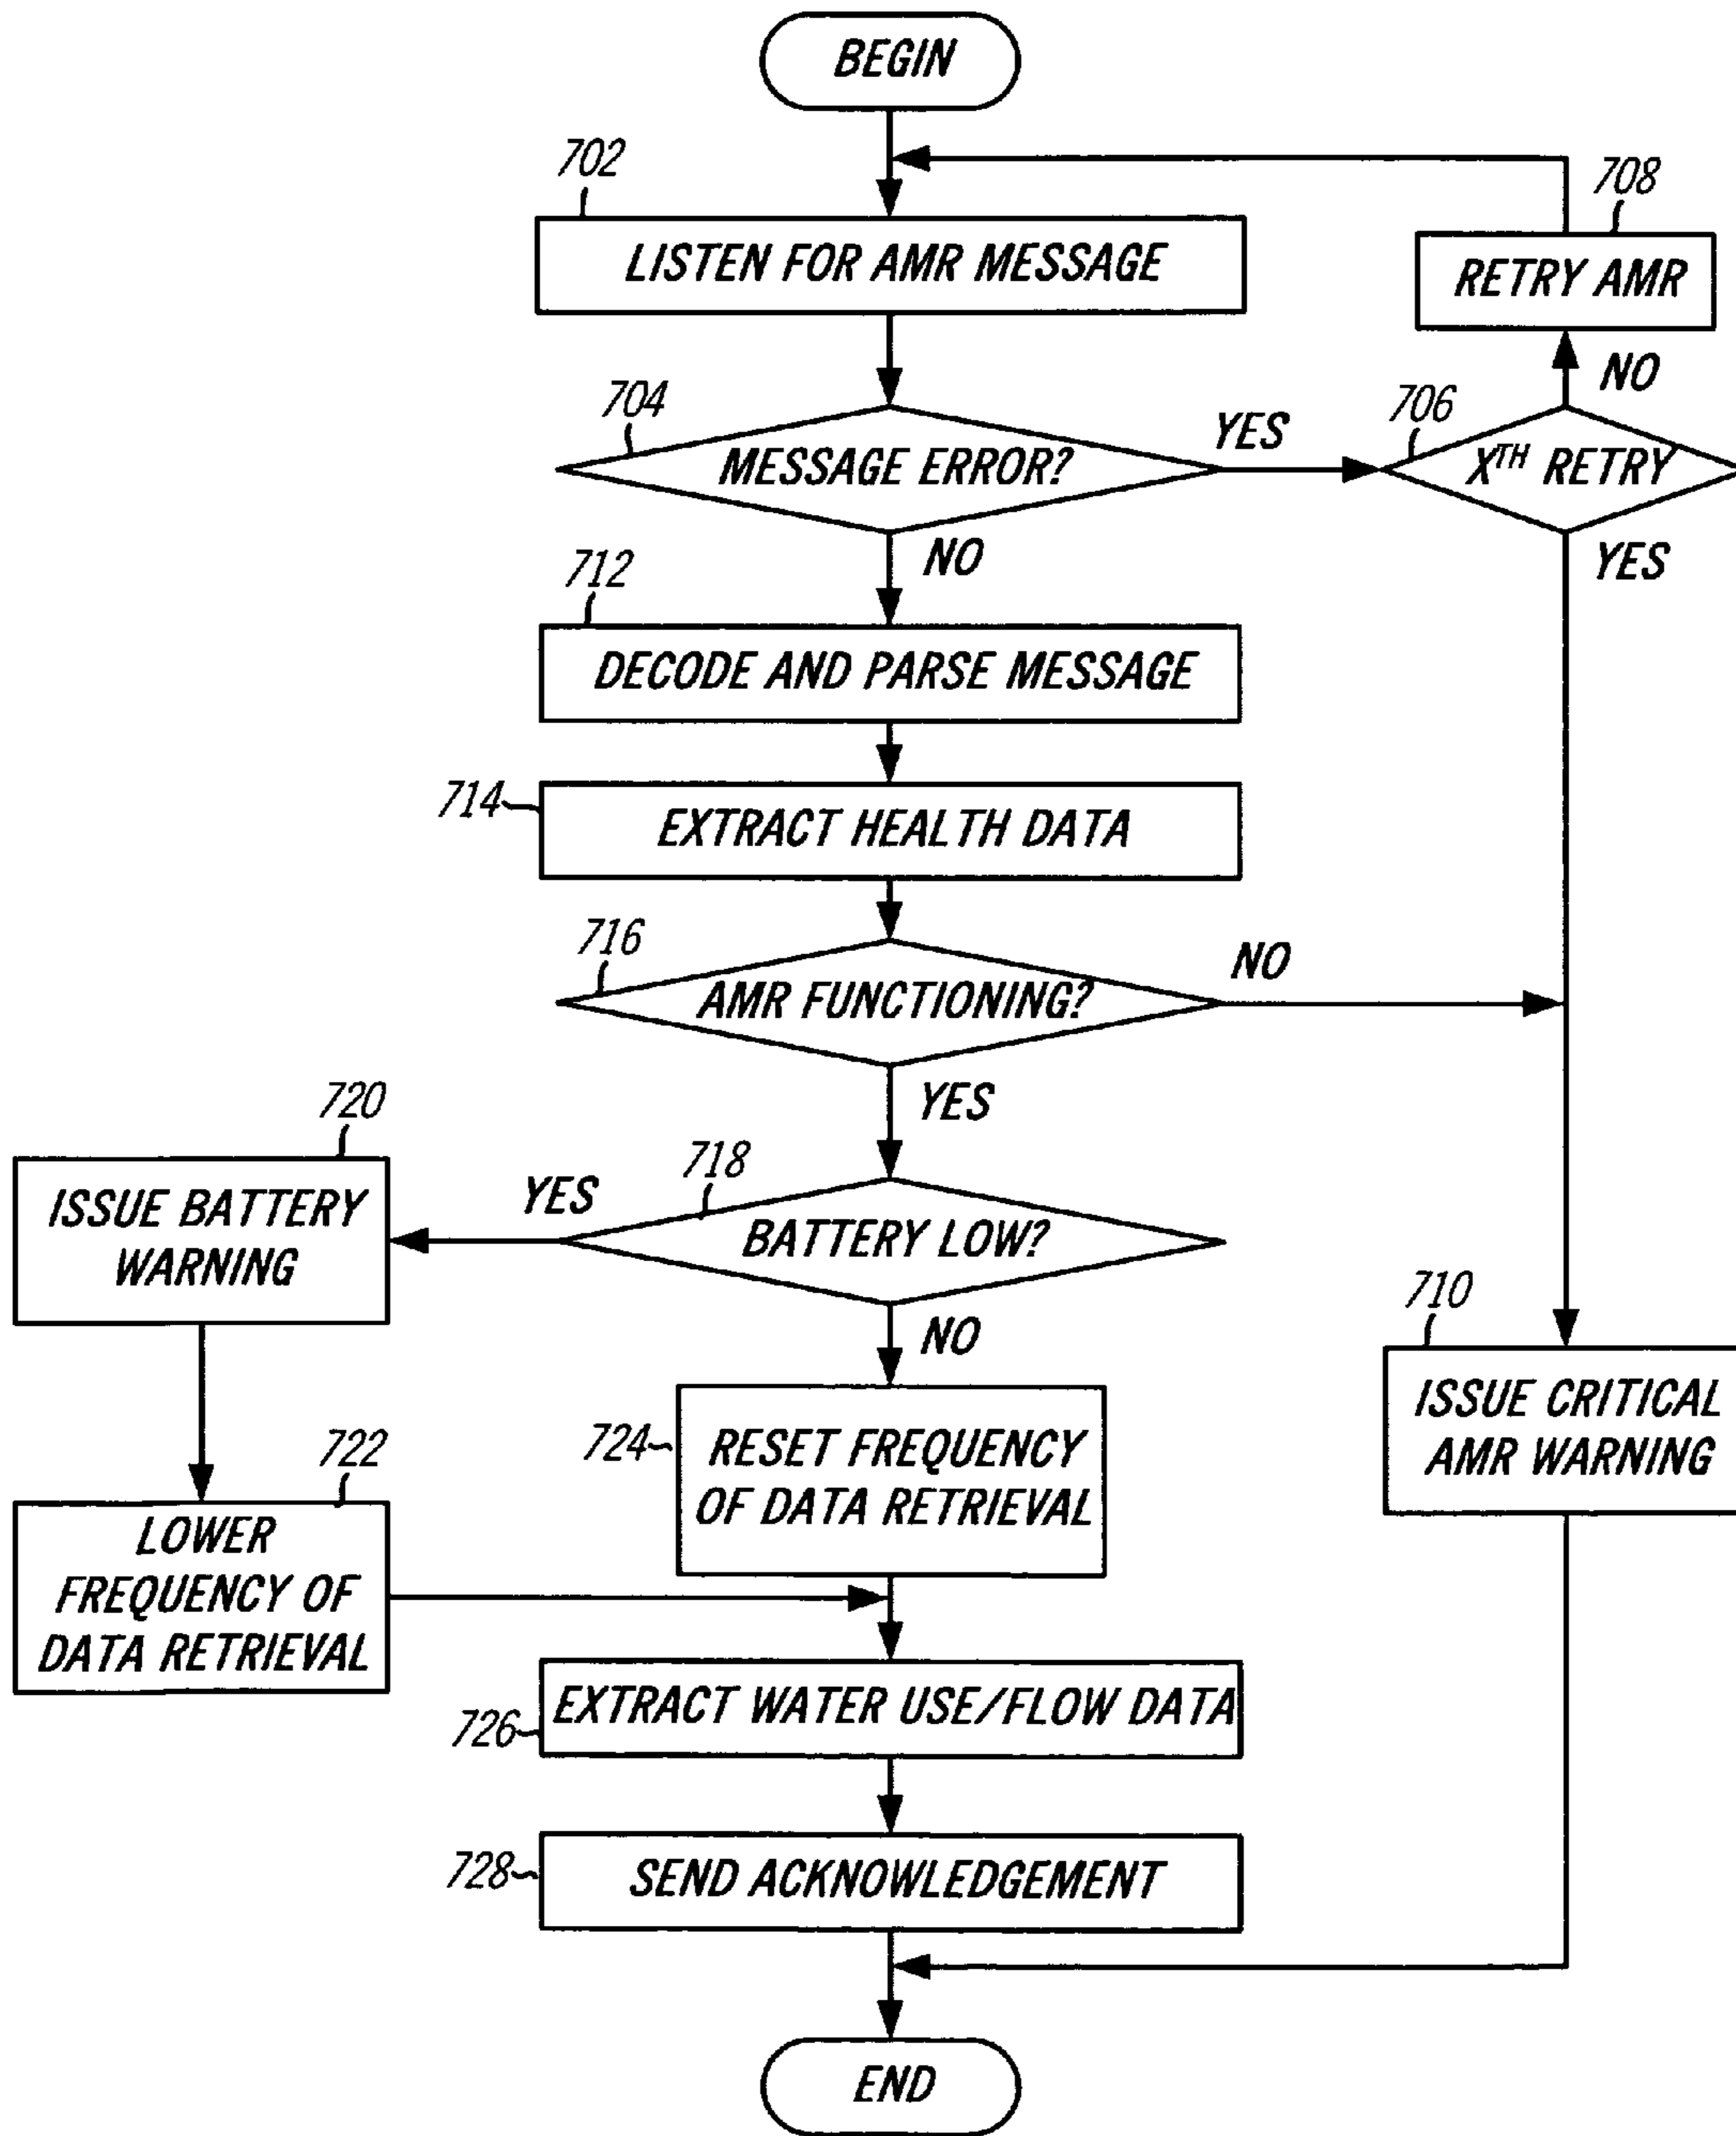 BEGIN
702
LISTEN FOR AMR MESSAGE
708
RETRY AMR
NO
704
MESSAGE ERROR?
YES
706
XTH RETRY
YES
NO
712
DECODE AND PARSE MESSAGE
714
EXTRACT HEALTH DATA
716
AMR FUNCTIONING?
NO
YES
718
BATTERY LOW?
YES
720
ISSUE BATTERY
WARNING
NO
710
ISSUE CRITICAL
AMR WARNING
724
RESET FREQUENCY
OF DATA RETRIEVAL
722
LOWER
FREQUENCY OF
DATA RETRIEVAL
726
EXTRACT WATER USE/FLOW DATA
728
SEND ACKNOWLEDGEMENT
END